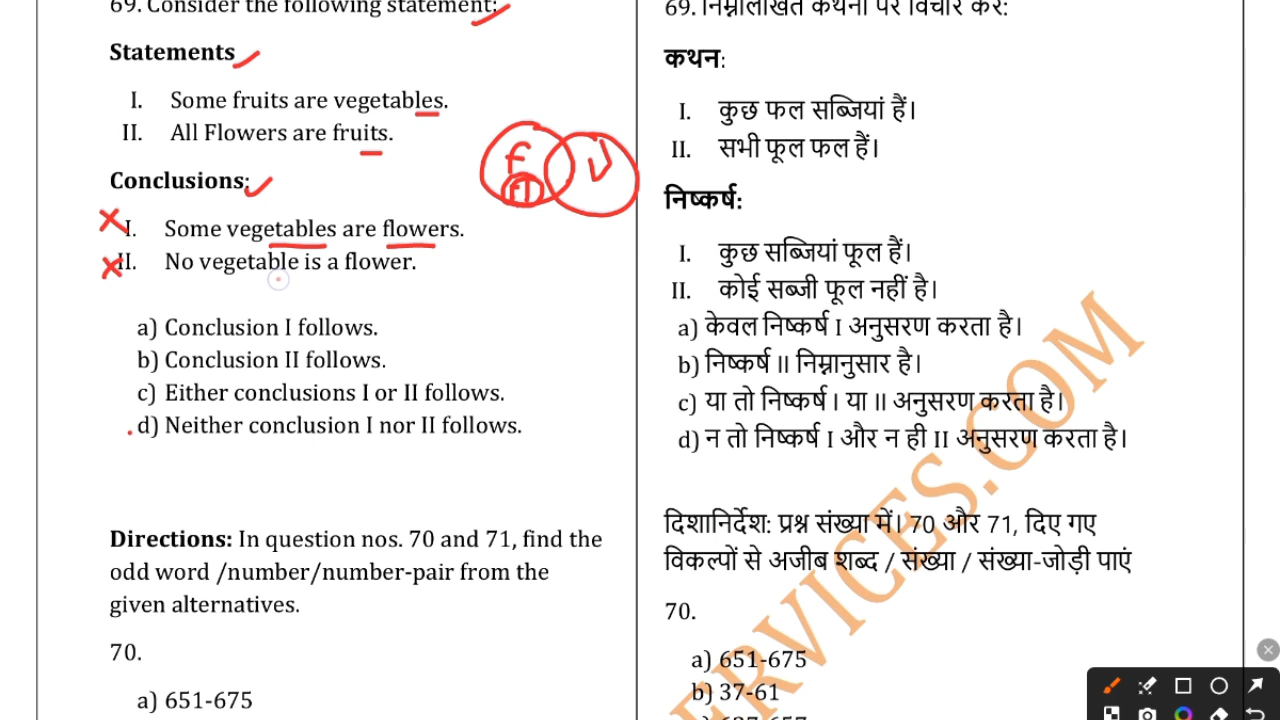 69. Consider the following statement:
Statements
I. Some fruits are vegetables.
II. All Flowers are fruits.
Conclusions:
I. Some vegetables are flowers.
II. No vegetable is a flower.
a) Conclusion I follows.
b) Conclusion II follows.
c) Either conclusions I or II follows.
d) Neither conclusion I nor II follows.
Directions: In question nos. 70 and 71, find the
odd word /number/number-pair from the
given alternatives.
70.
a) 651-675
f
V
fl
69. निम्नलिखित कथनों पर विचार करें:
कथन:
I. कुछ फल सब्जियां हैं।
II. सभी फूल फल हैं।
निष्कर्ष:
I. कुछ सब्जियां फूल हैं।
II. कोई सब्जी फूल नहीं है।
a) केवल निष्कर्ष I अनुसरण करता है।
b) निष्कर्ष ॥ निम्नानुसार है।
c) या तो निष्कर्ष । या ॥ अनुसरण करता है।
d) न तो निष्कर्ष I और न ही II अनुसरण करता है।
दिशानिर्देश: प्रश्न संख्या में। 70 और 71, दिए गए
विकल्पों से अजीब शब्द / संख्या / संख्या-जोड़ी पाएं
70.
a) 651-675
b) 37-61
SERVICES.COM